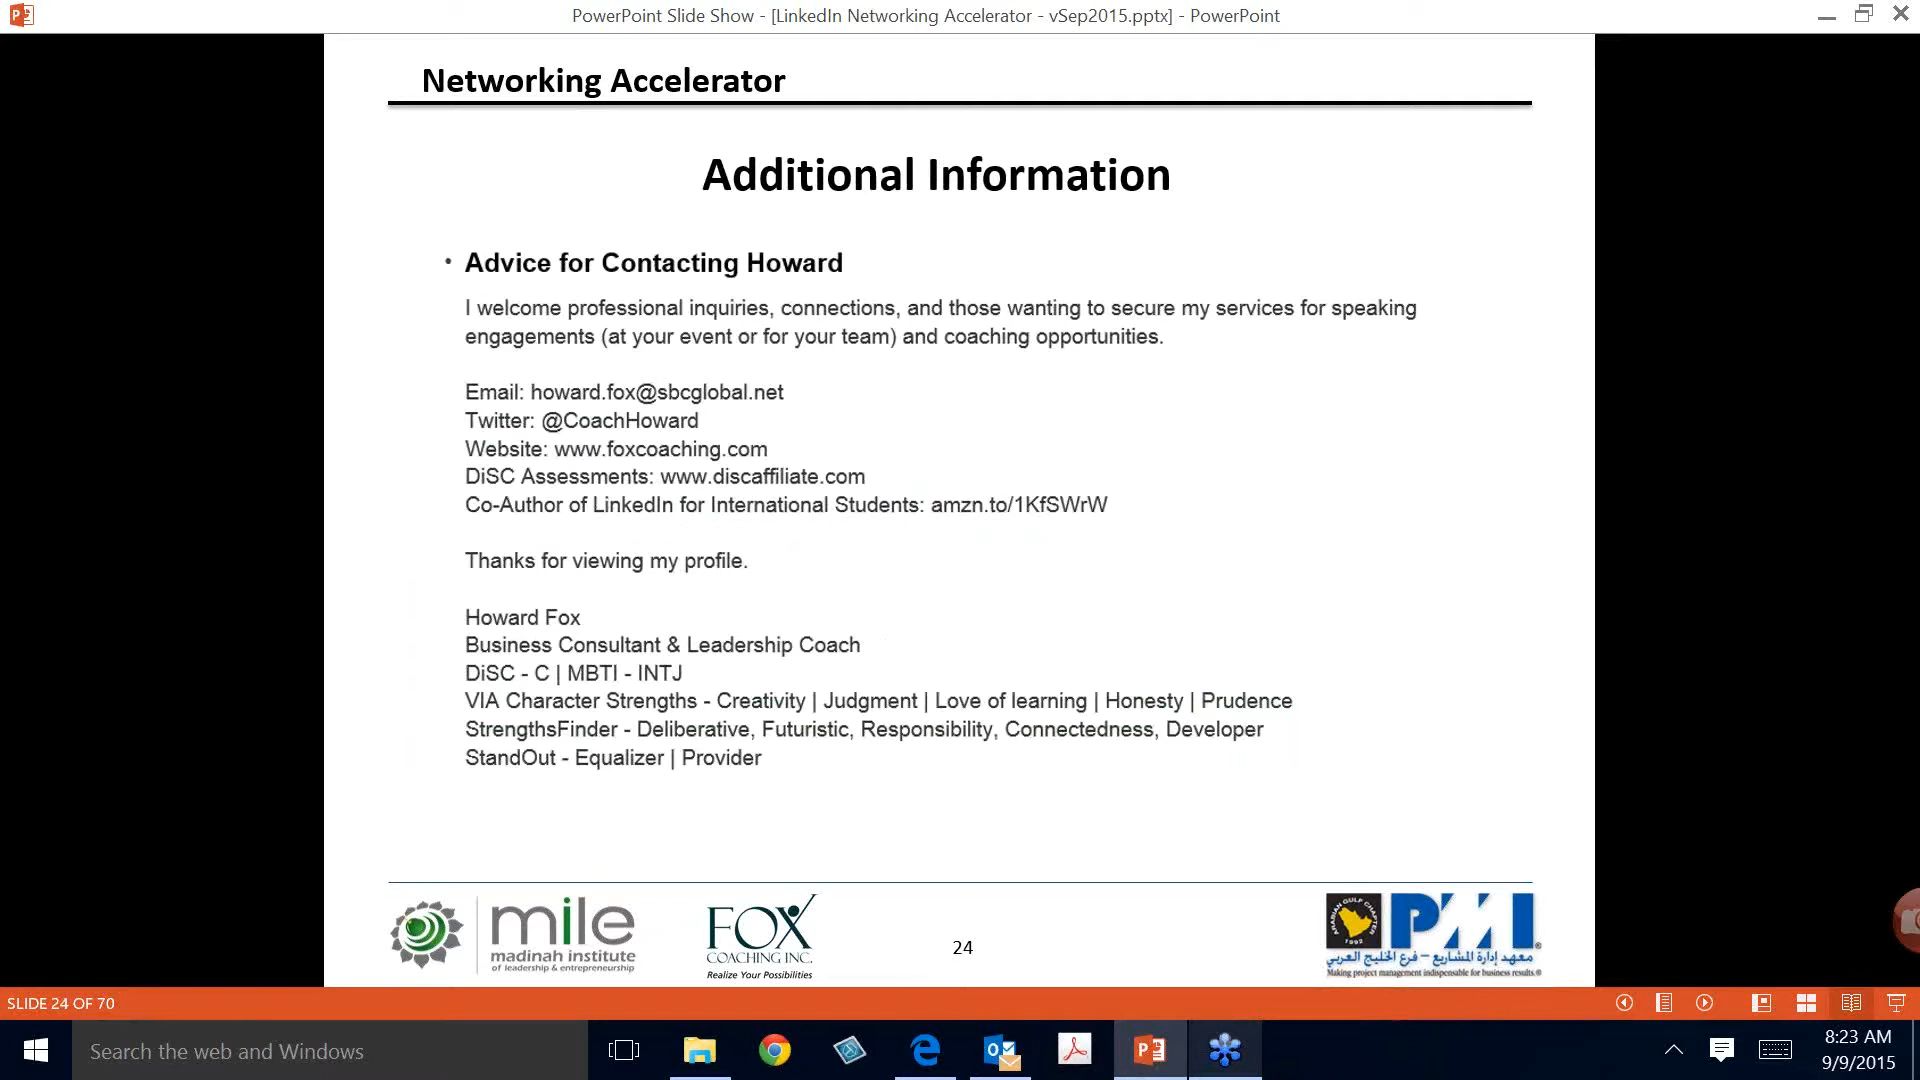 PowerPoint Slide Show - [LinkedIn Networking Accelerator - vSep2015.pptx] - PowerPoint
Networking Accelerator
Additional Information
• Advice for Contacting Howard
I welcome professional inquiries, connections, and those wanting to secure my services for speaking
engagements (at your event or for your team) and coaching opportunities.
Email: howard.fox@sbcglobal.net
Twitter: @CoachHoward
Website: www.foxcoaching.com
DiSC Assessments: www.discaffiliate.com
Co-Author of LinkedIn for International Students: amzn.to/1KfSWrW
Thanks for viewing my profile.
Howard Fox
Business Consultant & Leadership Coach
DiSC - C | MBTI - INTJ
VIA Character Strengths - Creativity | Judgment | Love of learning | Honesty | Prudence
StrengthsFinder - Deliberative, Futuristic, Responsibility, Connectedness, Developer
StandOut - Equalizer | Provider
mile
madinah institute
of leadership & entrepreneurship
FOX
COACHING INC.
Realize Your Possibilities
24
ARABIAN GULF CHAPTER
1992
PMI
معهد إدارة المشاريع – فرع الخليج العربي
Making project management indispensable for business results.®
SLIDE 24 OF 70
Search the web and Windows
8:23 AM
9/9/2015